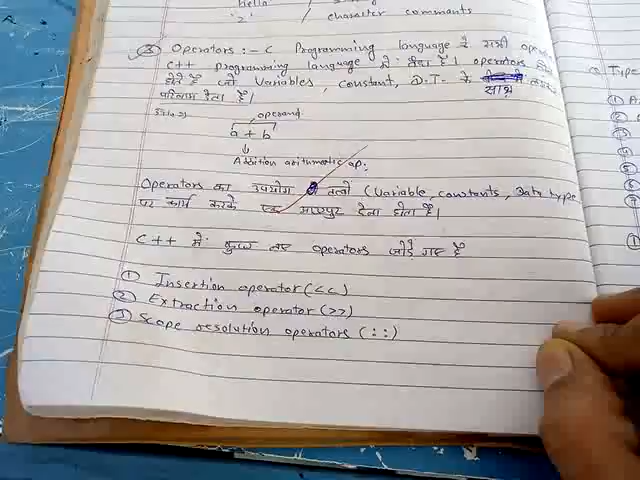 hello
'2' / character comments
③ Operators :- C Programming language के सभी oper
C++ Programming language में होता है। operators
होते हैं जो Variables, Constant, D.T. के साथ
परिणाम देता है।
operand
a + b
↓
Addition arithmetic op.
Operators का उपयोग तत्वों (Variable, constants, Data type
पर कार्य करके एक आउटपुट देना होता है।
C++ में कुछ नए operators जोड़े गए हैं
① Insertion operator (<<)
② Extraction operator (>>)
③ Scope resolution operators (::)
Type